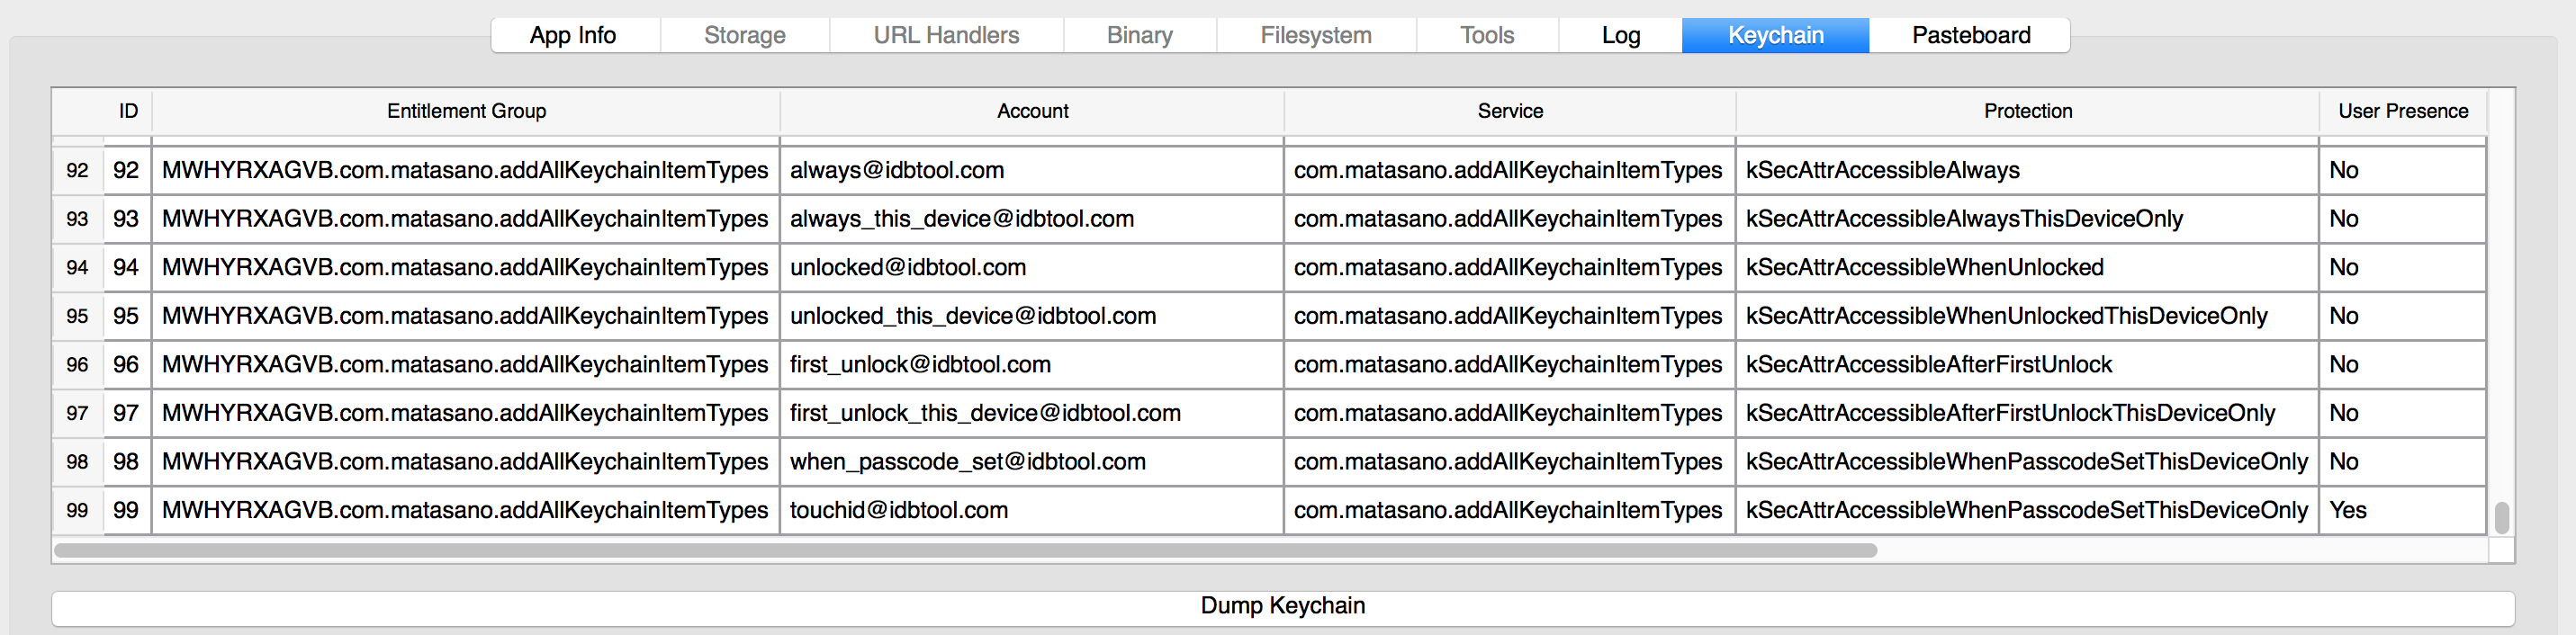 App Info Storage URL Handlers Binary Filesystem Tools Log Keychain Pasteboard
ID Entitlement Group Account Service Protection User Presence
92 92 MWHYRXAGVB.com.matasano.addAllKeychainItemTypes always@idbtool.com com.matasano.addAllKeychainItemTypes kSecAttrAccessibleAlways No
93 93 MWHYRXAGVB.com.matasano.addAllKeychainItemTypes always_this_device@idbtool.com com.matasano.addAllKeychainItemTypes kSecAttrAccessibleAlwaysThisDeviceOnly No
94 94 MWHYRXAGVB.com.matasano.addAllKeychainItemTypes unlocked@idbtool.com com.matasano.addAllKeychainItemTypes kSecAttrAccessibleWhenUnlocked No
95 95 MWHYRXAGVB.com.matasano.addAllKeychainItemTypes unlocked_this_device@idbtool.com com.matasano.addAllKeychainItemTypes kSecAttrAccessibleWhenUnlockedThisDeviceOnly No
96 96 MWHYRXAGVB.com.matasano.addAllKeychainItemTypes first_unlock@idbtool.com com.matasano.addAllKeychainItemTypes kSecAttrAccessibleAfterFirstUnlock No
97 97 MWHYRXAGVB.com.matasano.addAllKeychainItemTypes first_unlock_this_device@idbtool.com com.matasano.addAllKeychainItemTypes kSecAttrAccessibleAfterFirstUnlockThisDeviceOnly No
98 98 MWHYRXAGVB.com.matasano.addAllKeychainItemTypes when_passcode_set@idbtool.com com.matasano.addAllKeychainItemTypes kSecAttrAccessibleWhenPasscodeSetThisDeviceOnly No
99 99 MWHYRXAGVB.com.matasano.addAllKeychainItemTypes touchid@idbtool.com com.matasano.addAllKeychainItemTypes kSecAttrAccessibleWhenPasscodeSetThisDeviceOnly Yes
Dump Keychain